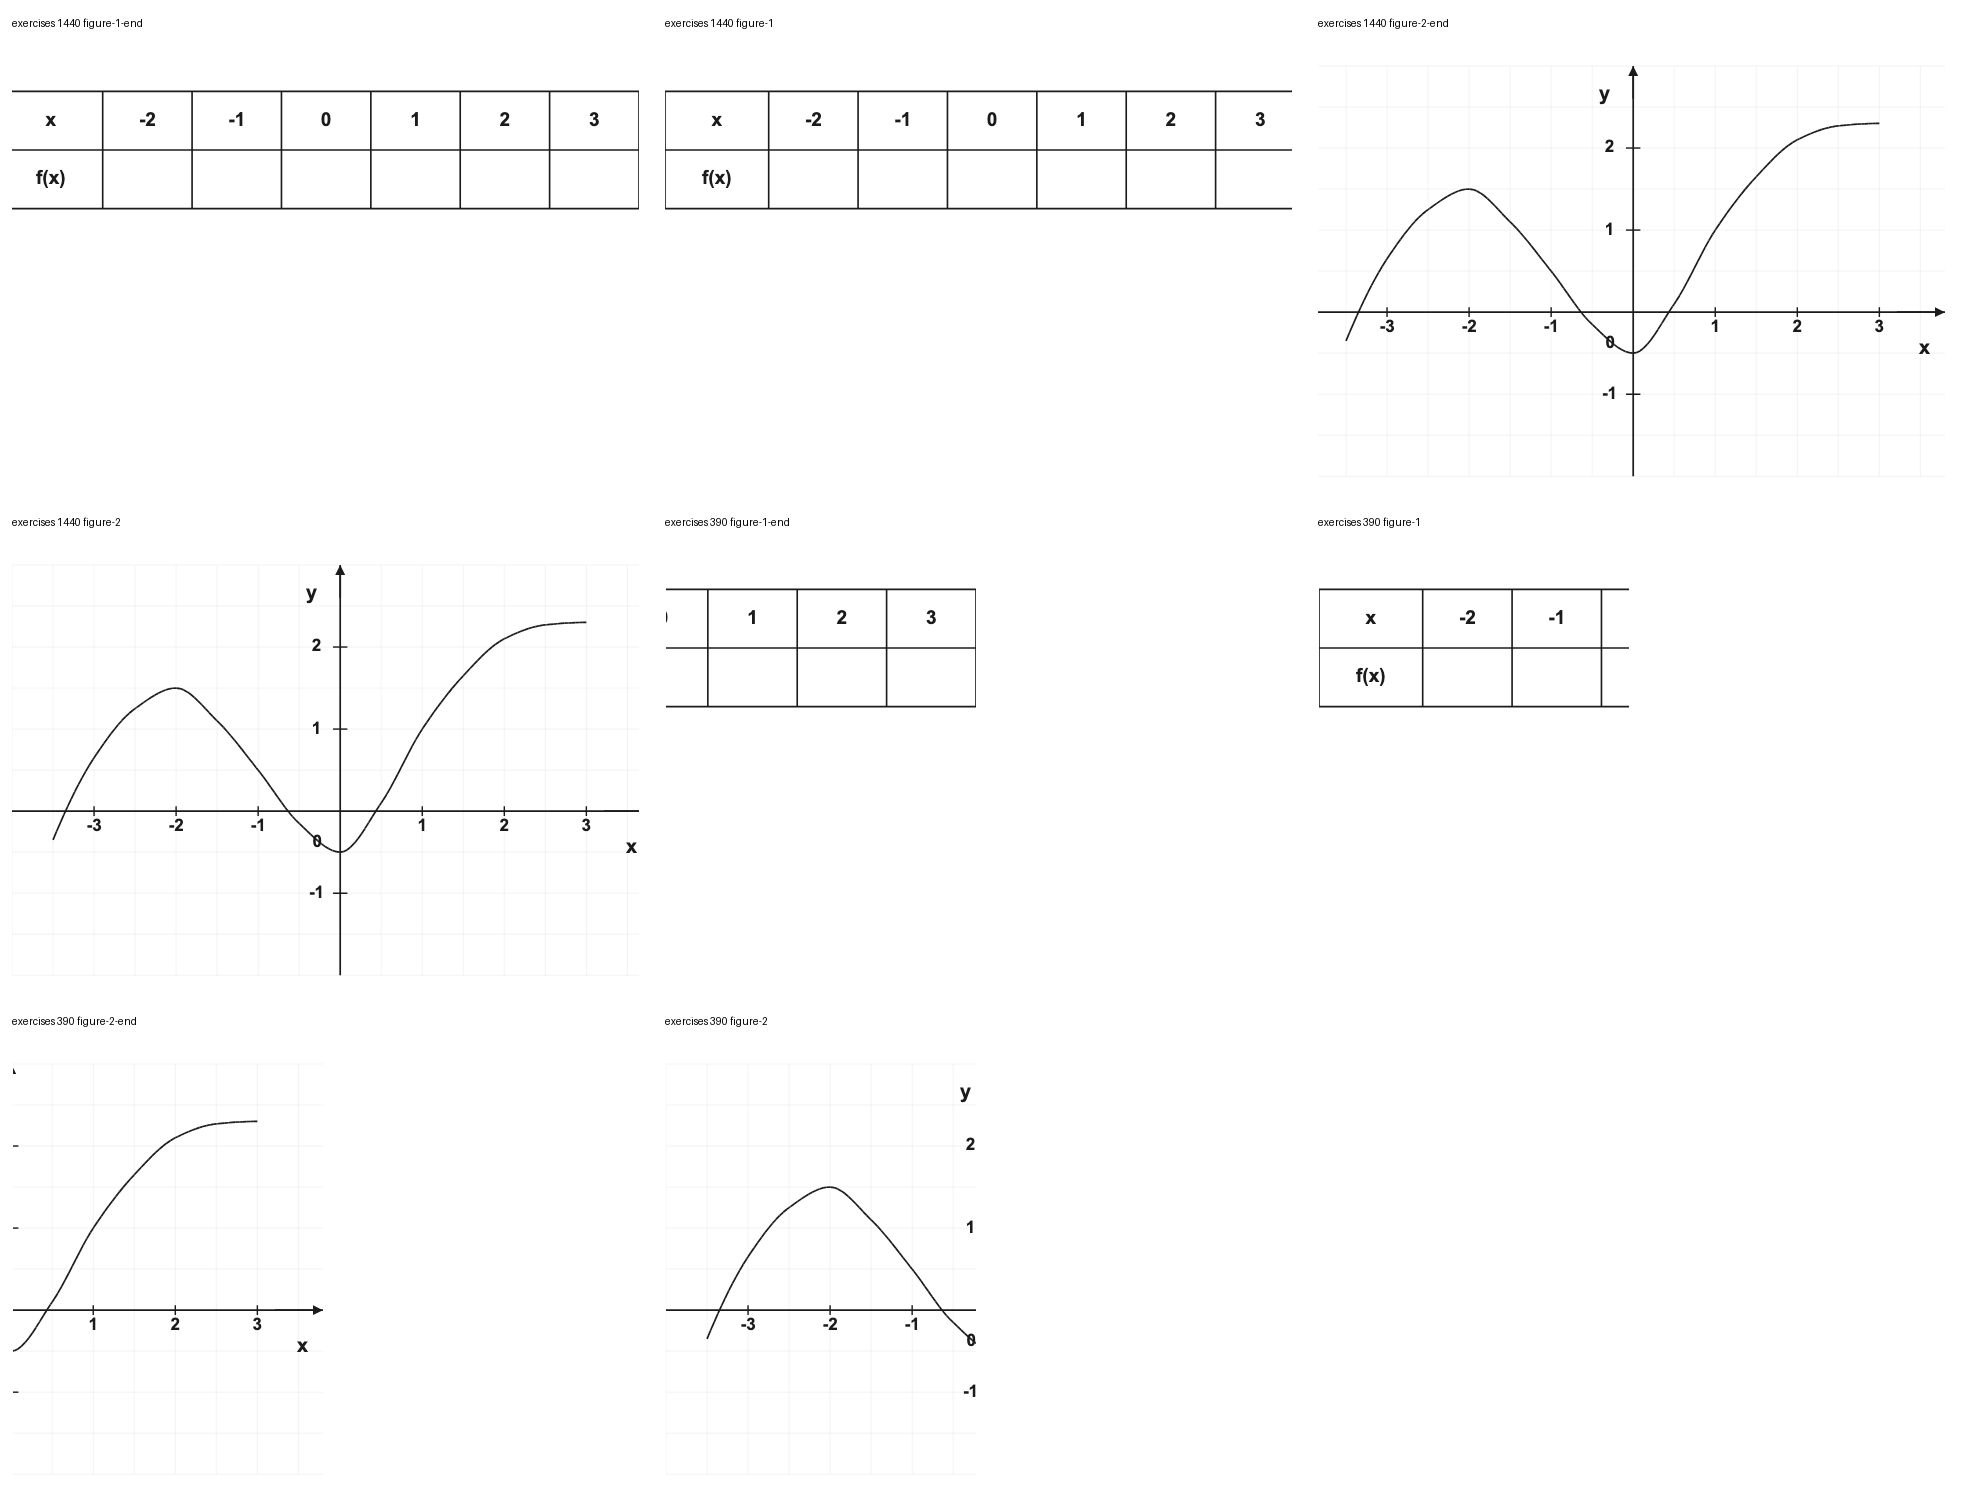 exercises 1440 figure-1-end
exercises 1440 figure-1
exercises 1440 figure-2-end
x -2 -1 0 1 2 3
f(x)
x -2 -1 0 1 2 3
f(x)
y
2
1
-3 -2 -1 1 2 3
0
x
-1
exercises 1440 figure-2
exercises 390 figure-1-end
exercises 390 figure-1
y
2
1
-3 -2 -1 1 2 3
0
x
-1
1 2 3
x -2 -1
f(x)
exercises 390 figure-2-end
exercises 390 figure-2
1 2 3
x
y
2
1
-3 -2 -1
0
-1